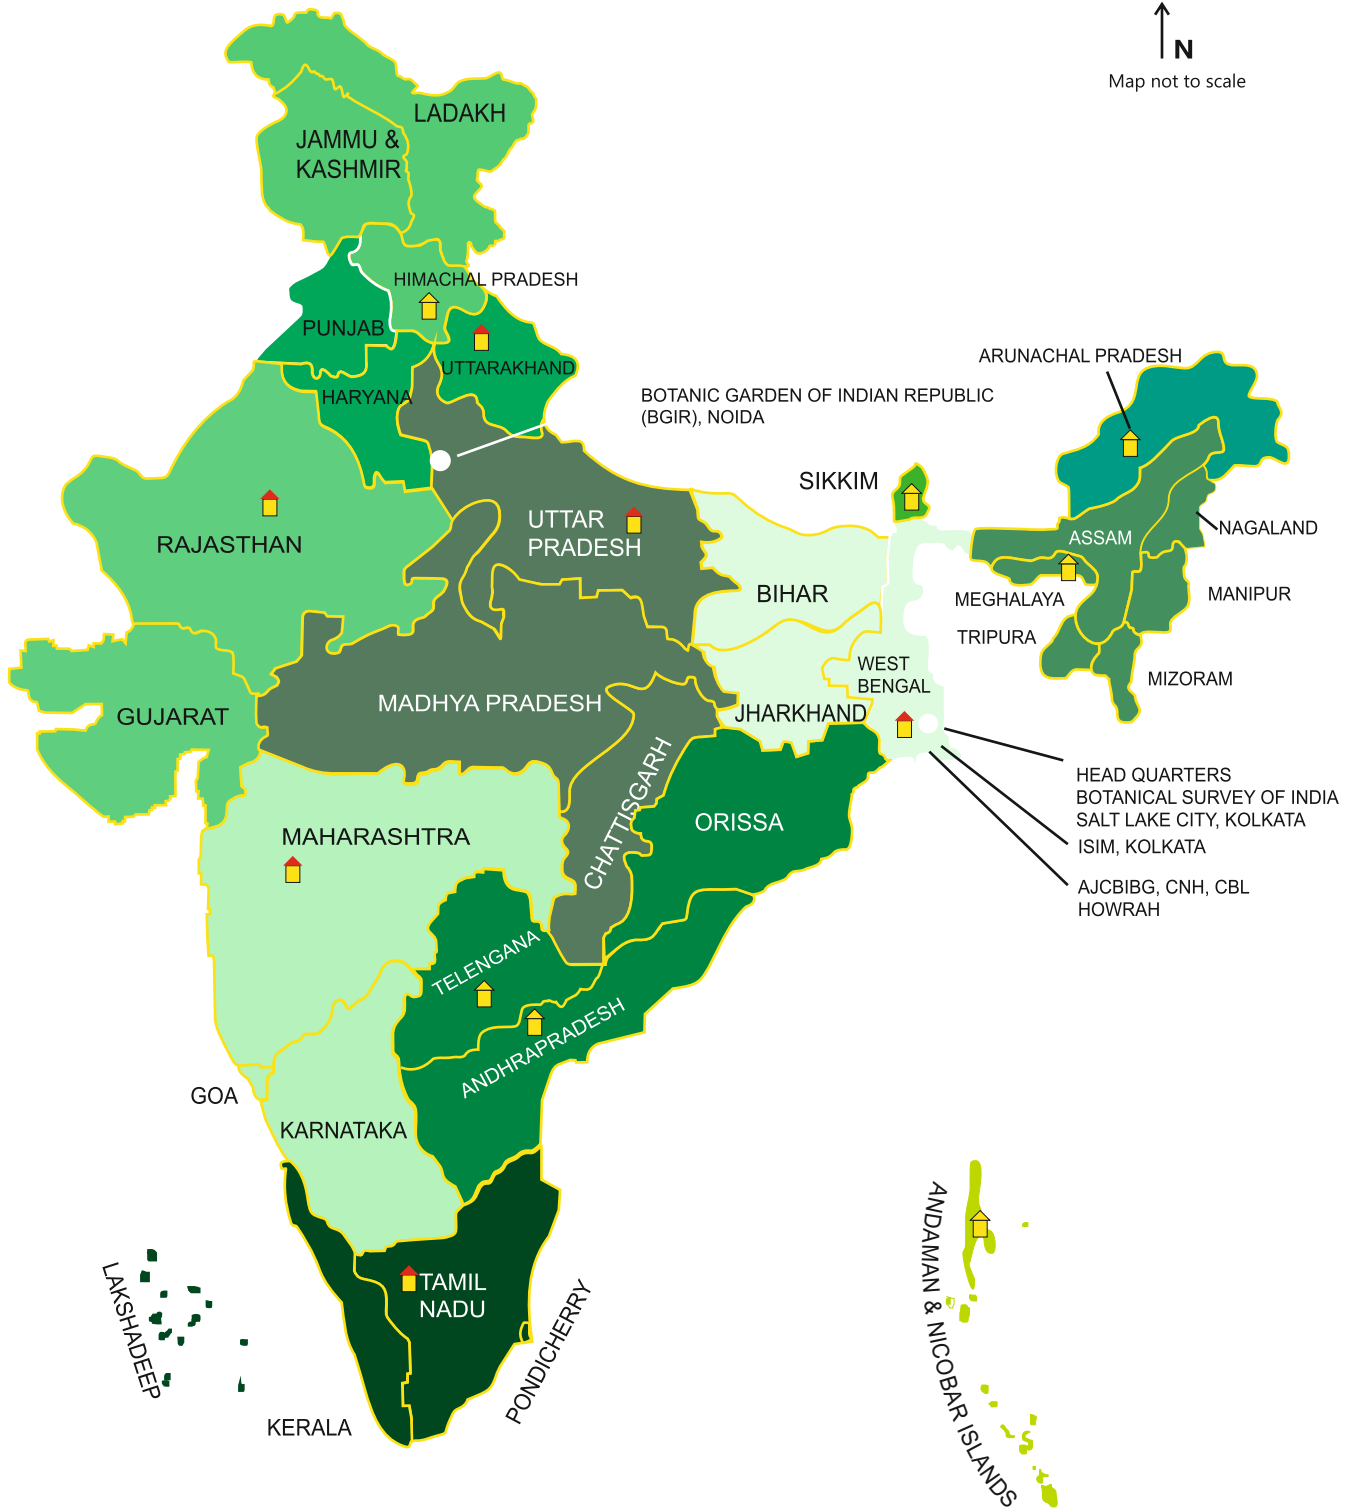 N
Map not to scale
LADAKH
JAMMU &
KASHMIR
HIMACHAL PRADESH
PUNJAB
UTTARAKHAND
HARYANA
BOTANIC GARDEN OF INDIAN REPUBLIC
(BGIR), NOIDA
ARUNACHAL PRADESH
SIKKIM
RAJASTHAN
UTTAR
PRADESH
ASSAM
NAGALAND
BIHAR
MEGHALAYA
MANIPUR
TRIPURA
WEST
BENGAL
MIZORAM
GUJARAT
MADHYA PRADESH
JHARKHAND
HEAD QUARTERS
BOTANICAL SURVEY OF INDIA
SALT LAKE CITY, KOLKATA
ISIM, KOLKATA
AJCBIBG, CNH, CBL
HOWRAH
CHATTISGARH
ORISSA
MAHARASHTRA
TELENGANA
ANDHRAPRADESH
GOA
KARNATAKA
LAKSHADEEP
TAMIL
NADU
PONDICHERRY
KERALA
ANDAMAN & NICOBAR ISLANDS